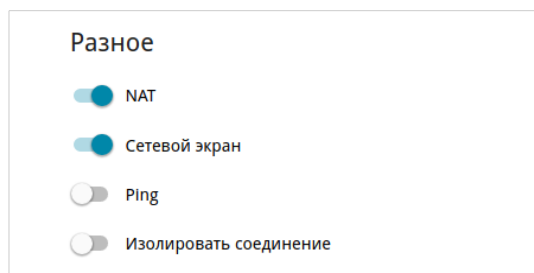 Разное
NAT
Сетевой экран
Ping
Изолировать соединение